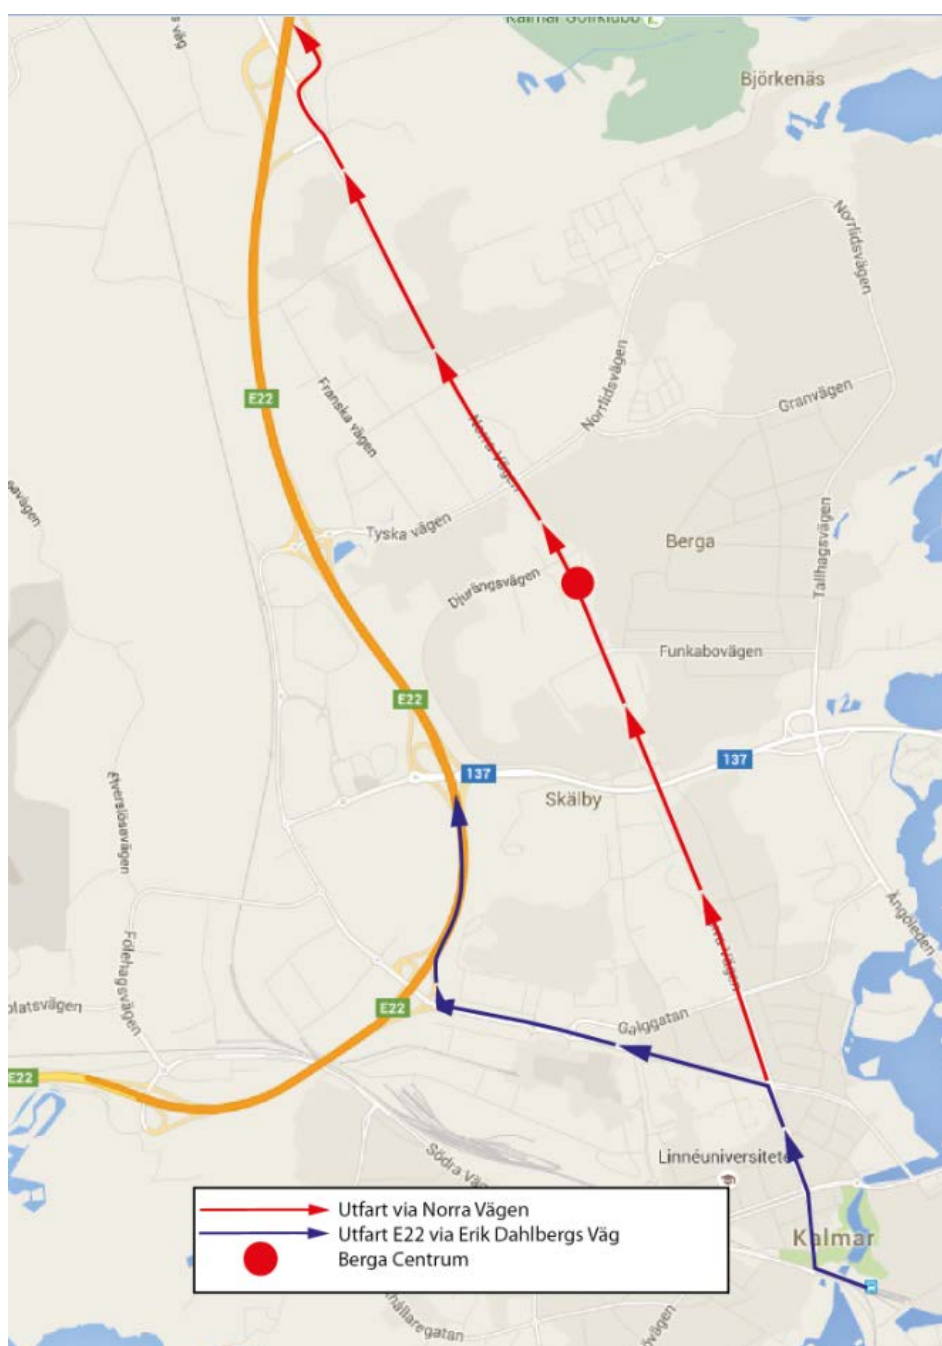 s väg
Kalmar Golfklubb
Björkenäs
Norrlidsvägen
E22
Franska vägen
Norrlidsvägen
Granvägen
Norra Vägen
Tyska vägen
Berga
Tallhagsvägen
Djurängsvägen
Funkabovägen
E22
137
137
Skälby
Ängöleden
Norra Vägen
E22
Galggatan
E22
Linnéuniversitetet
Södra väg
Utfart via Norra Vägen
Utfart E22 via Erik Dahlbergs Väg
Berga Centrum
Kalmar